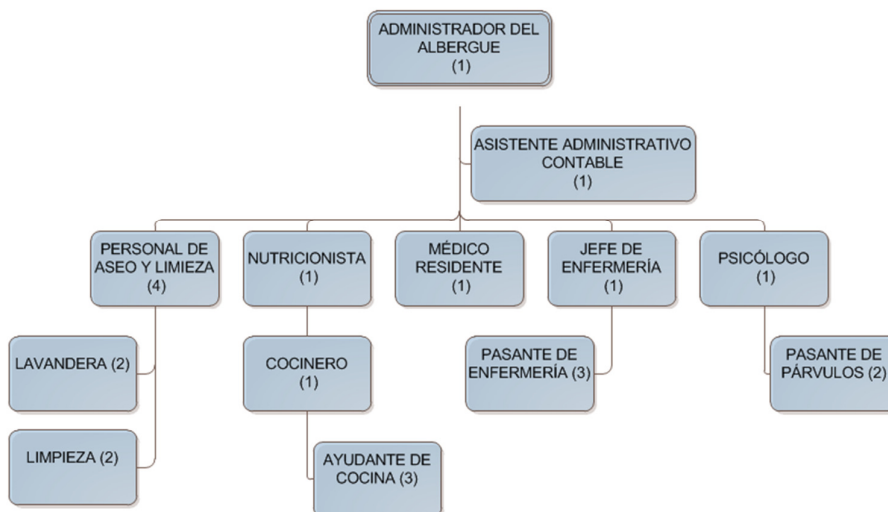 ADMINISTRADOR DEL
ALBERGUE
(1)
ASISTENTE ADMINISTRATIVO
CONTABLE
(1)
PERSONAL DE
ASEO Y LIMIEZA
(4)
NUTRICIONISTA
(1)
MÉDICO
RESIDENTE
(1)
JEFE DE
ENFERMERÍA
(1)
PSICÓLOGO
(1)
LAVANDERA (2)
COCINERO
(1)
PASANTE DE
ENFERMERÍA (3)
PASANTE DE
PÁRVULOS (2)
LIMPIEZA (2)
AYUDANTE DE
COCINA (3)